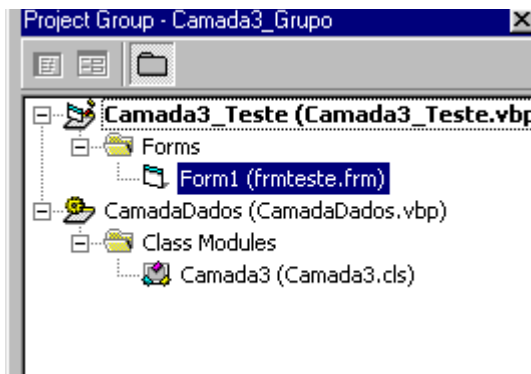 Project Group - Camada3_Grupo
Camada3_Teste (Camada3_Teste.vbp
Forms
Form1 (frmteste.frm)
CamadaDados (CamadaDados.vbp)
Class Modules
Camada3 (Camada3.cls)